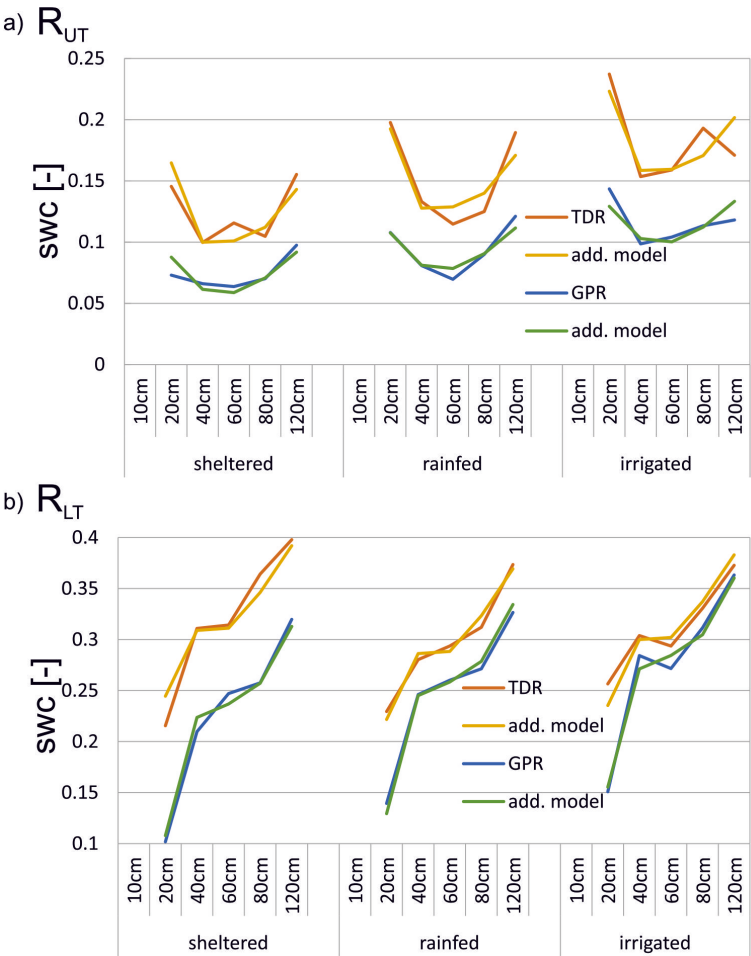 a) R_UT
swc [-]
0.25
0.2
0.15
0.1
0.05
0
TDR
add. model
GPR
add. model
10cm 20cm 40cm 60cm 80cm 120cm 10cm 20cm 40cm 60cm 80cm 120cm 10cm 20cm 40cm 60cm 80cm 120cm
sheltered rainfed irrigated
b) R_LT
swc [-]
0.4
0.35
0.3
0.25
0.2
0.15
0.1
TDR
add. model
GPR
add. model
10cm 20cm 40cm 60cm 80cm 120cm 10cm 20cm 40cm 60cm 80cm 120cm 10cm 20cm 40cm 60cm 80cm 120cm
sheltered rainfed irrigated